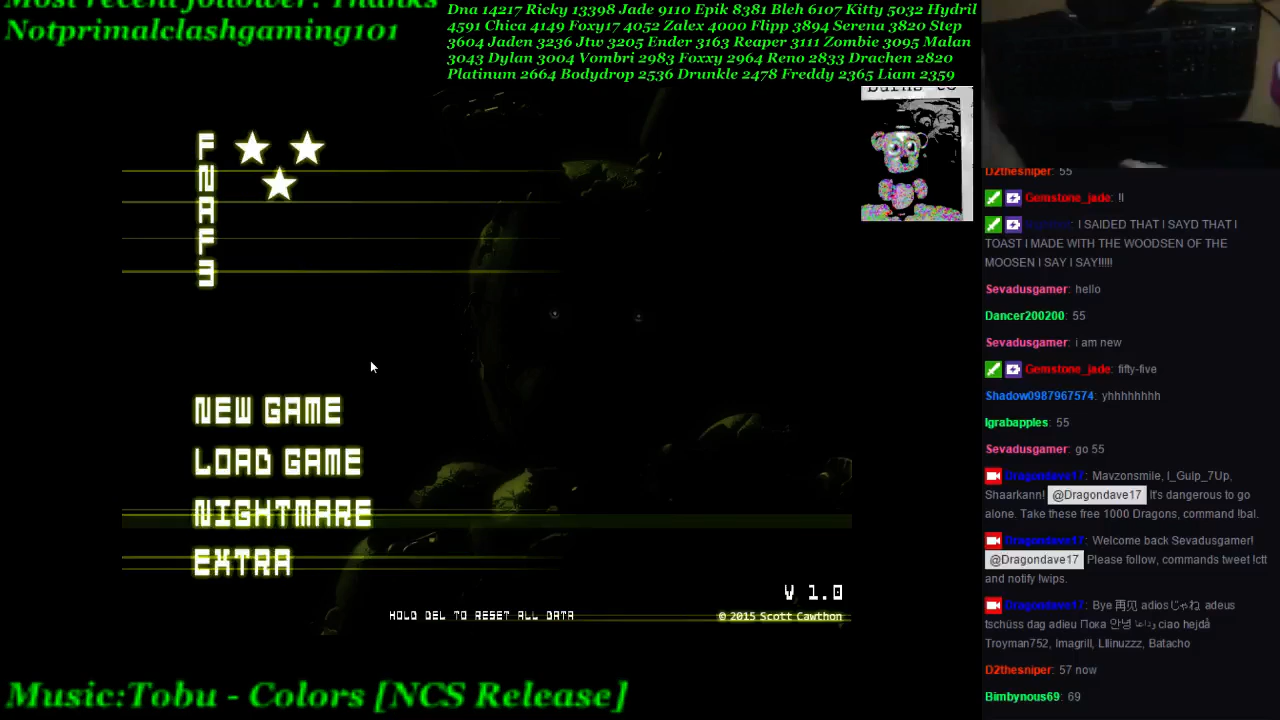 Most recent follower: Thanks
Notprimalclashgaming101
Dna 14217 Ricky 13398 Jade 9110 Epik 8381 Bleh 6107 Kitty 5032 Hydril
4591 Chica 4149 Foxy17 4052 Zalex 4000 Flipp 3894 Serena 3820 Step
3604 Jaden 3236 Jtw 3205 Ender 3163 Reaper 3111 Zombie 3095 Malan
3043 Dylan 3004 Vombri 2983 Foxxy 2964 Reno 2833 Drachen 2820
Platinum 2664 Bodydrop 2536 Drunkle 2478 Freddy 2365 Liam 2359
FNAF3
NEW GAME
LOAD GAME
NIGHTMARE
EXTRA
V 1.0
HOLD DEL TO RESET ALL DATA
© 2015 Scott Cawthon
Music:Tobu - Colors [NCS Release]
D2thesniper: 55
Gemstone_jade: !!
I SAIDED THAT I SAYD THAT I
TOAST I MADE WITH THE WOODSEN OF THE
MOOSEN I SAY I SAY!!!!!
Sevadusgamer: hello
Dancer200200: 55
Sevadusgamer: i am new
Gemstone_jade: fifty-five
Shadow0987967574: yhhhhhhhh
Igrabapples: 55
Sevadusgamer: go 55
Dragondave17: Mavzonsmile, I_Gulp_7Up,
Shaarkann! @Dragondave17 It's dangerous to go
alone. Take these free 1000 Dragons, command !bal.
Dragondave17: Welcome back Sevadusgamer!
@Dragondave17 Please follow, commands tweet !ctt
and notify !wips.
Dragondave17: Bye 再见 adios じゃね adeus
tschüss dag adieu Пока 안녕 وداعا ciao hejdå
Troyman752, Imagrill, Lllinuzzz, Batacho
D2thesniper: 57 now
Bimbynous69: 69